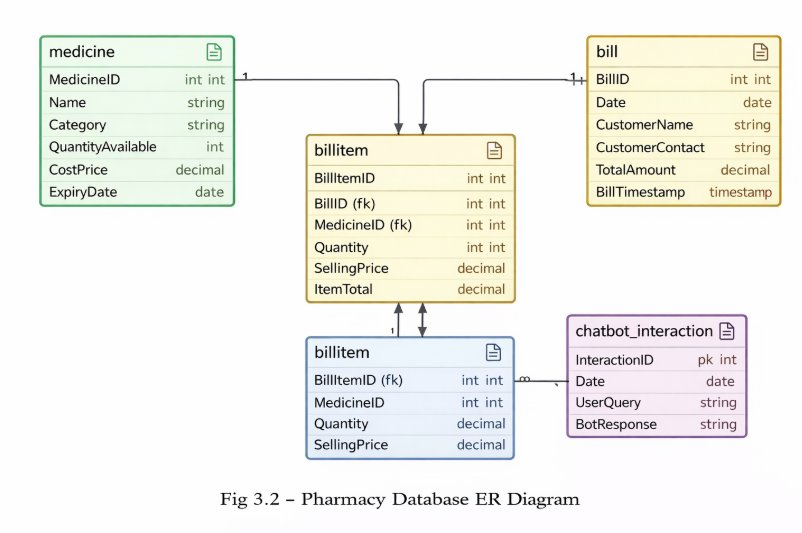 medicine
MedicineID int int
Name string
Category string
QuantityAvailable int
CostPrice decimal
ExpiryDate date
1
bill
BillID int int
Date date
CustomerName string
CustomerContact string
TotalAmount decimal
BillTimestamp timestamp
1
billitem
BillItemID int int
BillID (fk) int int
MedicineID (fk) int int
Quantity int int
SellingPrice decimal
ItemTotal decimal
1
billitem
BillItemID (fk) int int
MedicineID int int
Quantity decimal
SellingPrice decimal
∞
chatbot_interaction
InteractionID pk int
Date date
UserQuery string
BotResponse string
Fig 3.2 – Pharmacy Database ER Diagram